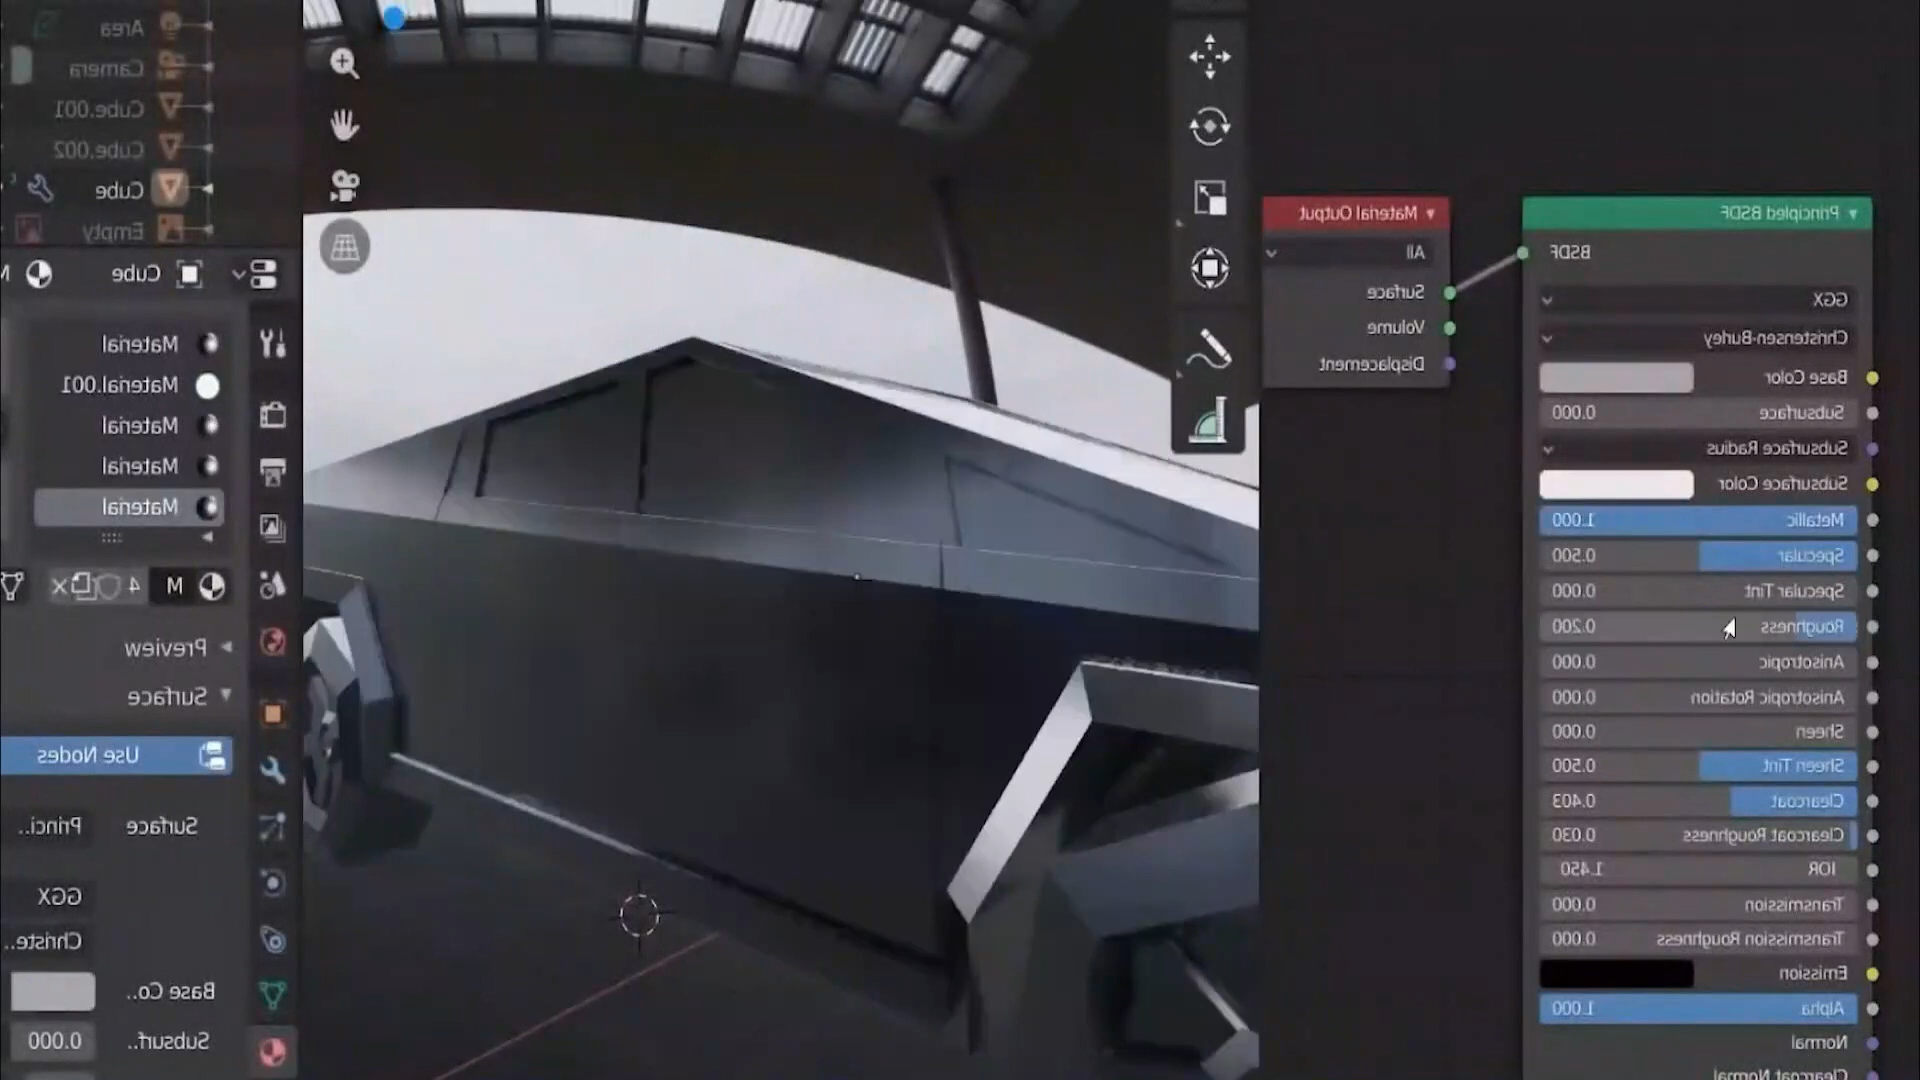 Area
Camera
Cube.001
Cube.002
Cube
Empty
Cube
M
Material
Material.001
Material
Material
Material
4
M
Preview
Surface
Use Nodes
Surface
Princi..
GGX
Christe..
Base Co..
Subsurf..
0.000
Material Output
All
Surface
Volume
Displacement
Principled BSDF
BSDF
GGX
Christensen-Burley
Base Color
Subsurface 0.000
Subsurface Radius
Subsurface Color
Metallic 1.000
Specular 0.500
Specular Tint 0.000
Roughness 0.200
Anisotropic 0.000
Anisotropic Rotation 0.000
Sheen 0.000
Sheen Tint 0.500
Clearcoat 0.403
Clearcoat Roughness 0.030
IOR 1.450
Transmission 0.000
Transmission Roughness 0.000
Emission
Alpha 1.000
Normal
Clearcoat Normal